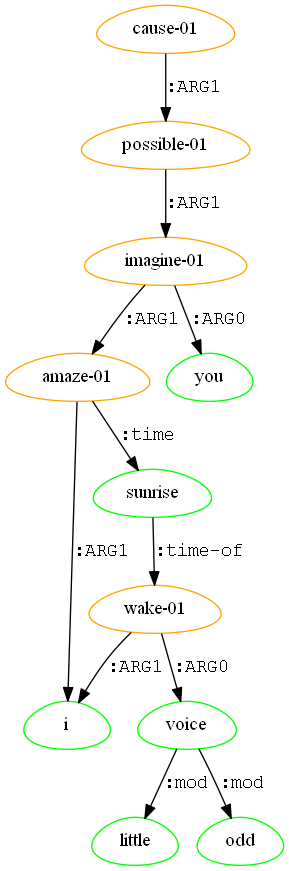 cause-01
:ARG1
possible-01
:ARG1
imagine-01
:ARG1 :ARG0
amaze-01 you
:time
sunrise
:ARG1 :time-of
wake-01
:ARG1 :ARG0
i voice
:mod :mod
little odd